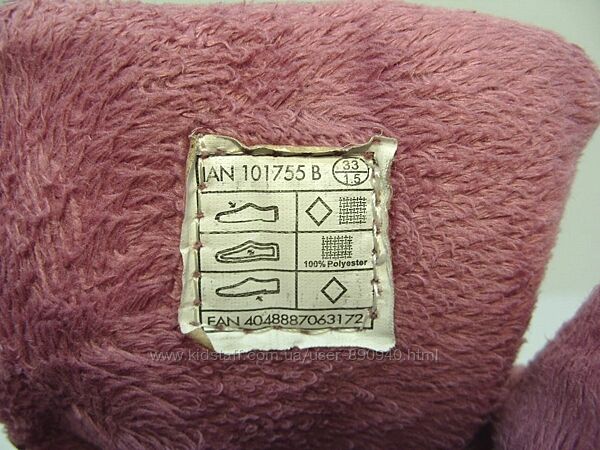 IAN 101755 B 33
1.5
100% Polyester
EAN 4048887063172
www.kidstaff.com.ua/user-890940.html